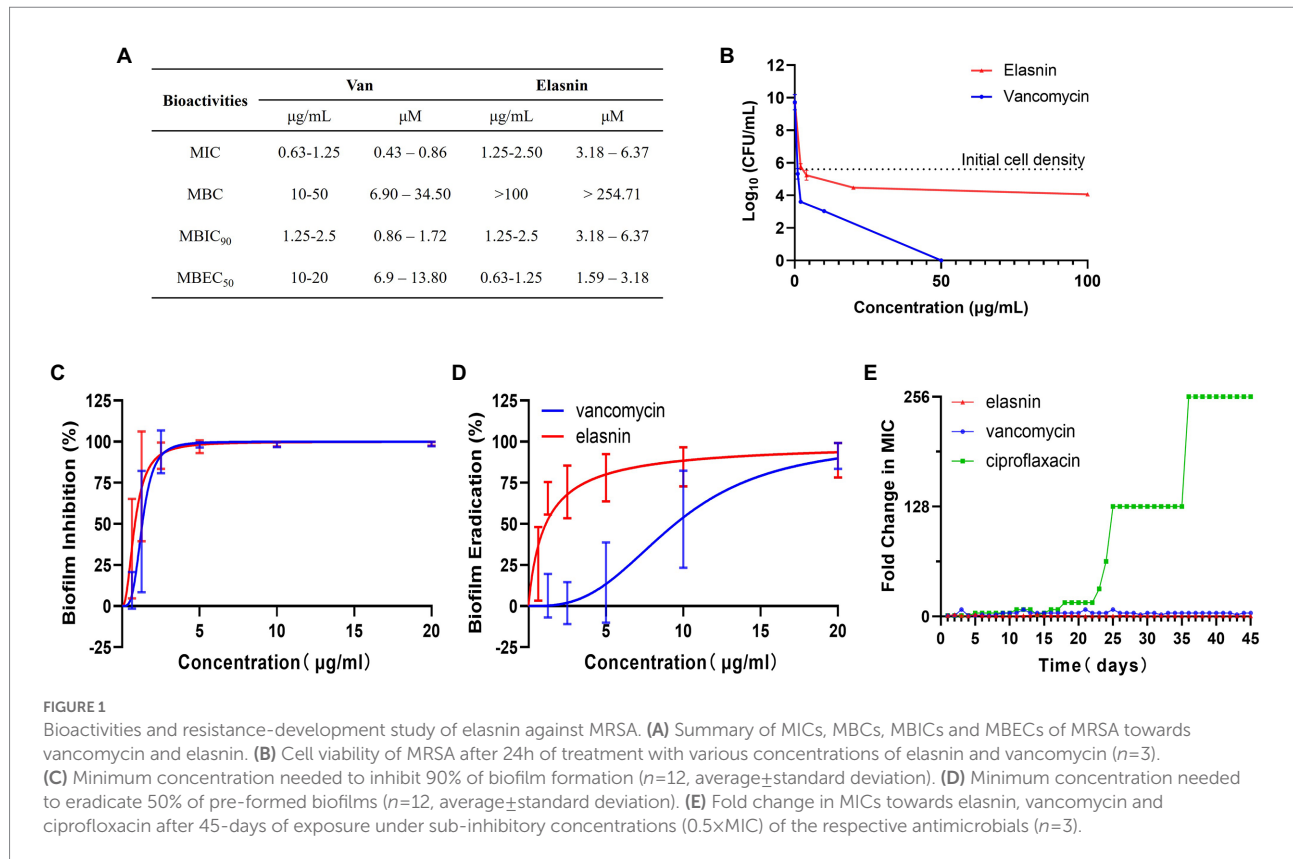 A
Bioactivities Van Elasnin
µg/mL µM µg/mL µM
MIC 0.63-1.25 0.43 – 0.86 1.25-2.50 3.18 – 6.37
MBC 10-50 6.90 – 34.50 >100 > 254.71
MBIC90 1.25-2.5 0.86 – 1.72 1.25-2.5 3.18 – 6.37
MBEC50 10-20 6.9 – 13.80 0.63-1.25 1.59 – 3.18
B
Log10 (CFU/mL)
12
10
8
6
4
2
0
Elasnin
Vancomycin
Initial cell density
0 50 100
Concentration (µg/mL)
C
Biofilm Inhibition (%)
125
100
75
50
25
0
-25
5 10 15 20
Concentration( µg/ml)
D
Biofilm Eradication (%)
125
100
75
50
25
0
-25
vancomycin
elasnin
5 10 15 20
Concentration( µg/ml)
E
Fold Change in MIC
256
128
0
elasnin
vancomycin
ciproflaxacin
0 5 10 15 20 25 30 35 40 45
Time( days)
FIGURE 1
Bioactivities and resistance-development study of elasnin against MRSA. (A) Summary of MICs, MBCs, MBICs and MBECs of MRSA towards
vancomycin and elasnin. (B) Cell viability of MRSA after 24h of treatment with various concentrations of elasnin and vancomycin (n=3).
(C) Minimum concentration needed to inhibit 90% of biofilm formation (n=12, average±standard deviation). (D) Minimum concentration needed
to eradicate 50% of pre-formed biofilms (n=12, average±standard deviation). (E) Fold change in MICs towards elasnin, vancomycin and
ciprofloxacin after 45-days of exposure under sub-inhibitory concentrations (0.5×MIC) of the respective antimicrobials (n=3).